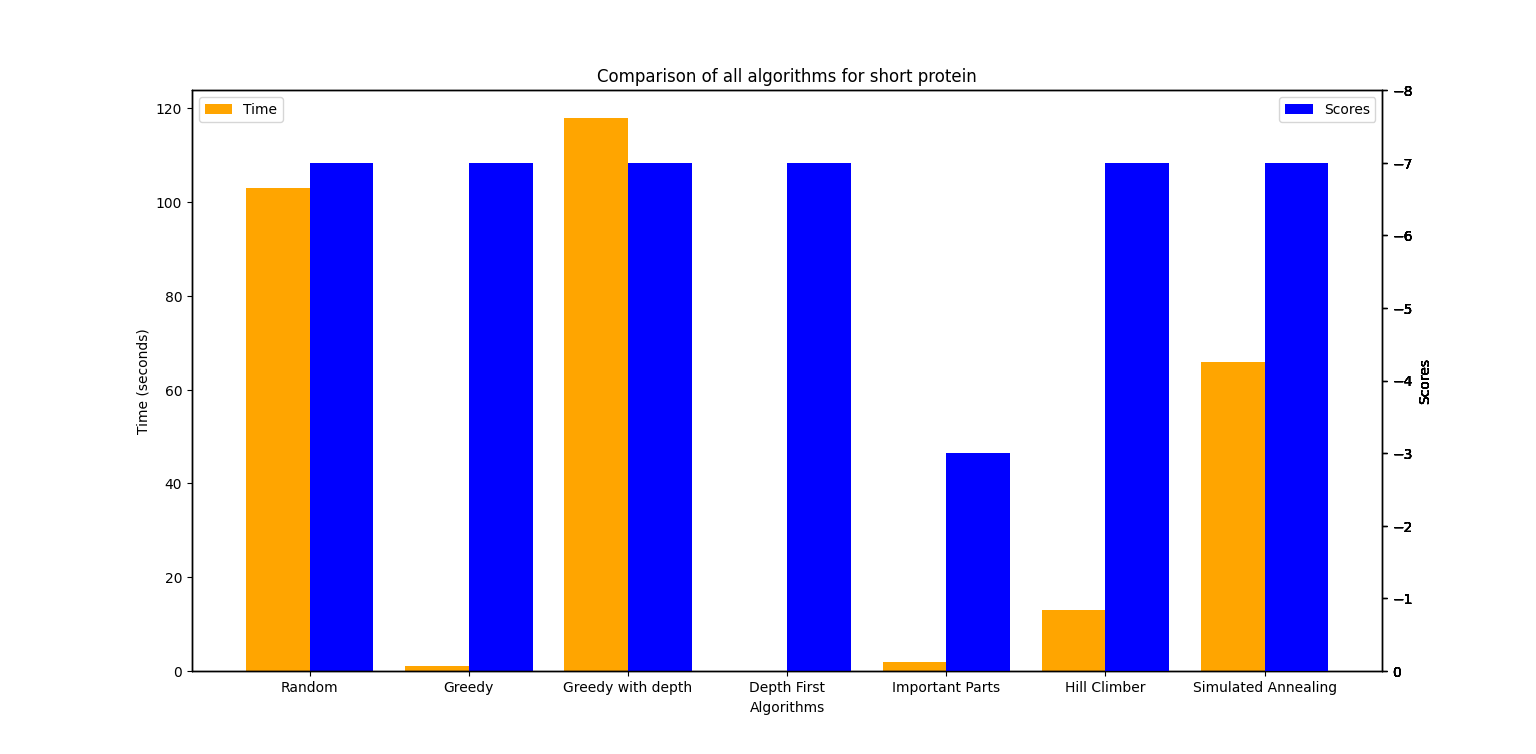 Comparison of all algorithms for short protein
Time
Scores
120
100
80
60
40
20
0
Time (seconds)
−8
−7
−6
−5
−4
−3
−2
−1
0
Scores
Random Greedy Greedy with depth Depth First Important Parts Hill Climber Simulated Annealing
Algorithms